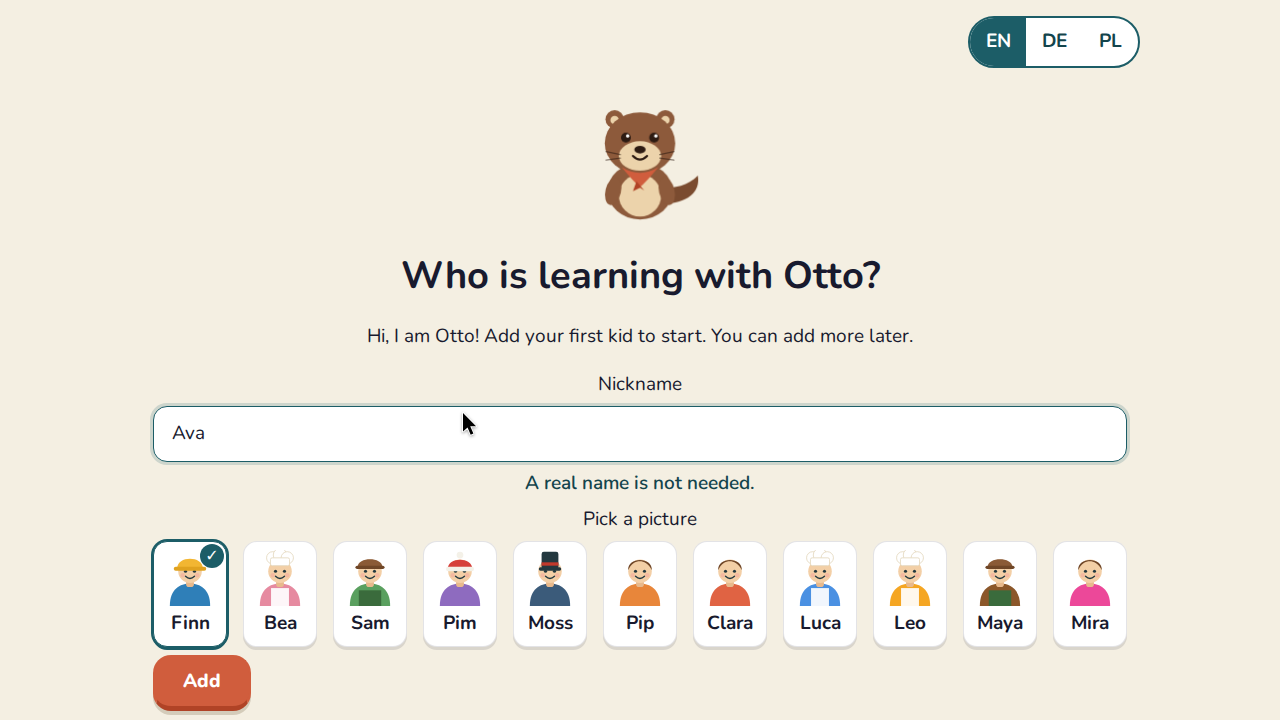 EN DE PL
Who is learning with Otto?
Hi, I am Otto! Add your first kid to start. You can add more later.
Nickname
Ava
A real name is not needed.
Pick a picture
Finn Bea Sam Pim Moss Pip Clara Luca Leo Maya Mira
Add